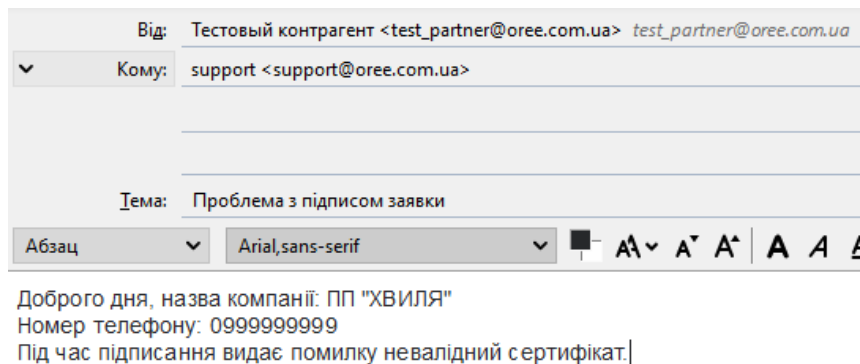 Від: Тестовый контрагент <test_partner@oree.com.ua> test_partner@oree.com.ua
Кому: support <support@oree.com.ua>
Тема: Проблема з підписом заявки
Абзац Arial,sans-serif
Доброго дня, назва компанії: ПП "ХВИЛЯ"
Номер телефону: 0999999999
Під час підписання видає помилку невалідний сертифікат.